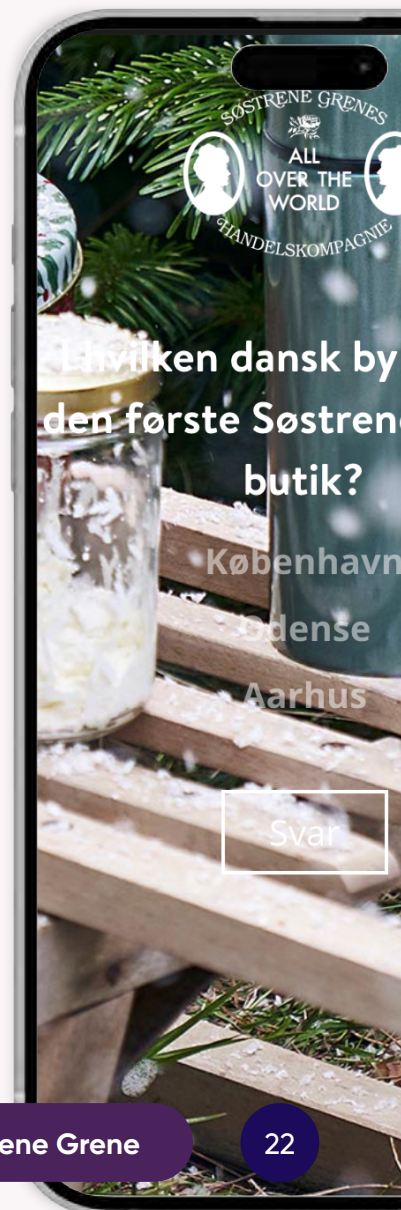 SØSTRENE GRENES
ALL
OVER THE
WORLD
HANDELSKOMPAGNIE
I hvilken dansk by
den første Søstrene
butik?
København
Odense
Aarhus
Svar
ene Grene
22